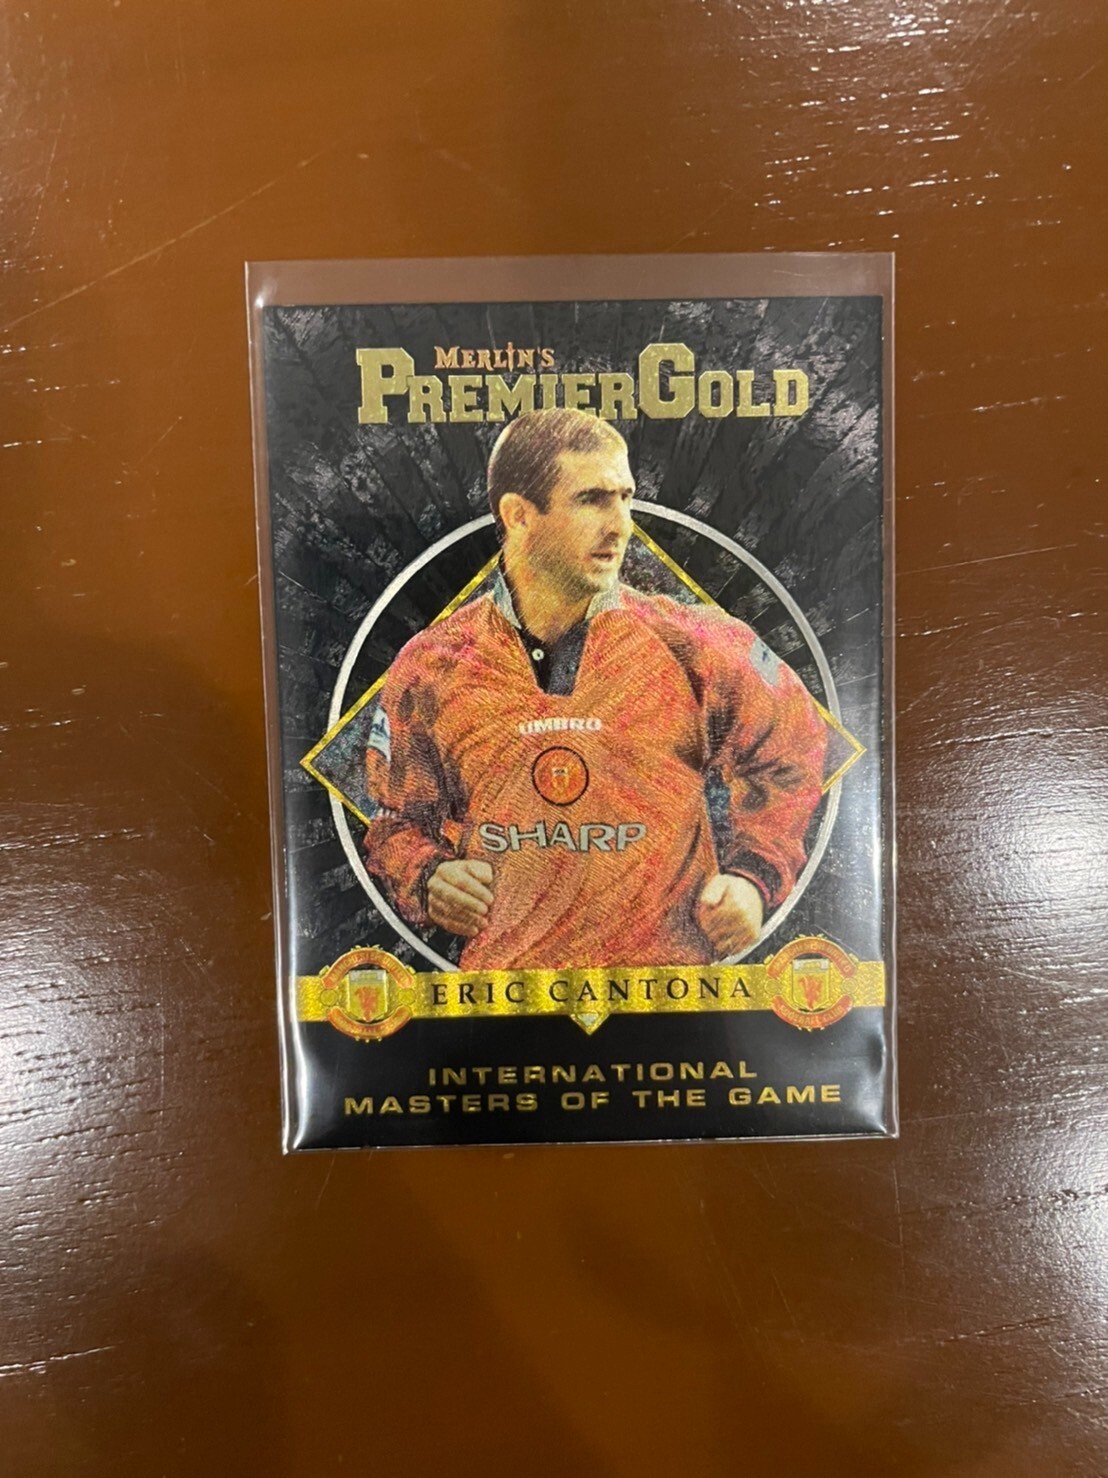 MERLIN'S
PREMIER GOLD
UMBRO
SHARP
ERIC CANTONA
INTERNATIONAL
MASTERS OF THE GAME